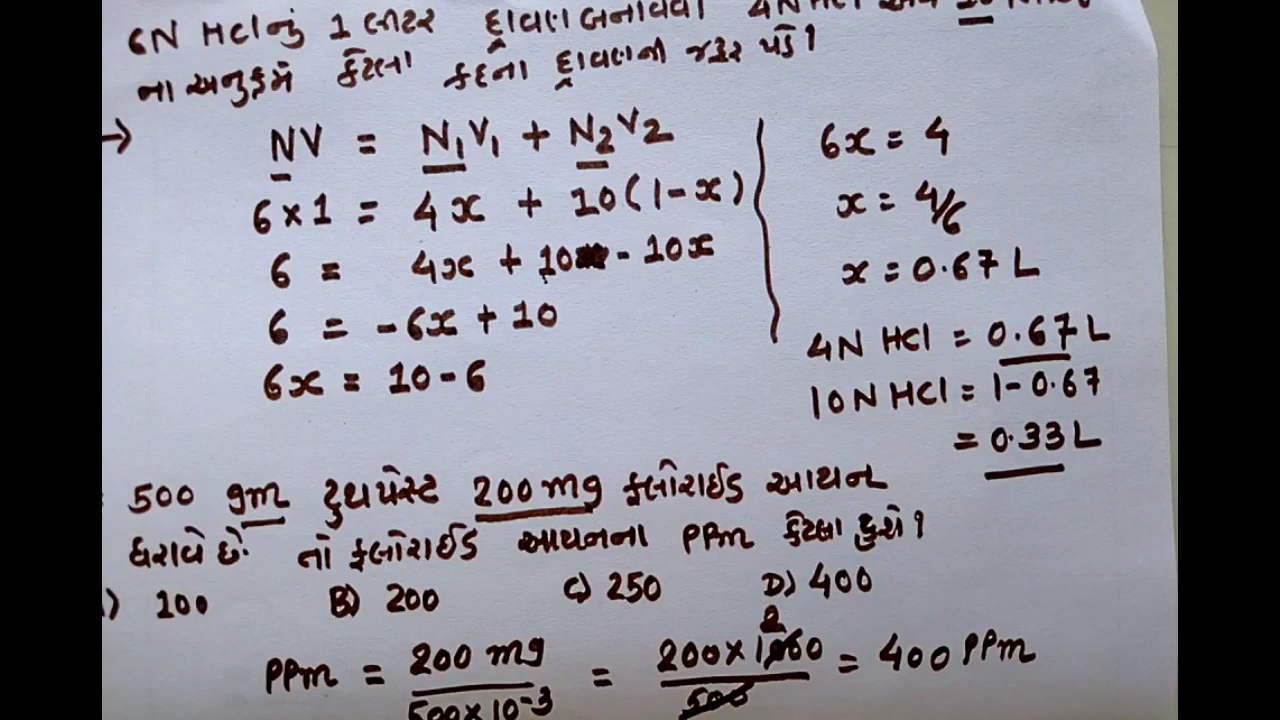 6N HClનું 1 લીટર દ્રાવણ બનાવવા 4N HCl અને 10
ના અનુક્રમે કેટલા કદના દ્રાવણની જરૂર પડે?
→ NV = N₁V₁ + N₂V₂
6×1 = 4x + 10(1-x)
6 = 4x + 10 - 10x
6 = -6x + 10
6x = 10-6
6x = 4
x = 4/6
x = 0.67 L
4N HCl = 0.67 L
10N HCl = 1-0.67
= 0.33 L
500 gm ટુથપેસ્ટ 200 mg ફ્લોરાઈડ આયન
ધરાવે છે. તો ફ્લોરાઈડ આયનના PPm કેટલા હશે?
) 100 B) 200 C) 250 D) 400
PPm = 200 mg / 500×10⁻³ = 200×1000 / 500 = 400 PPm
2